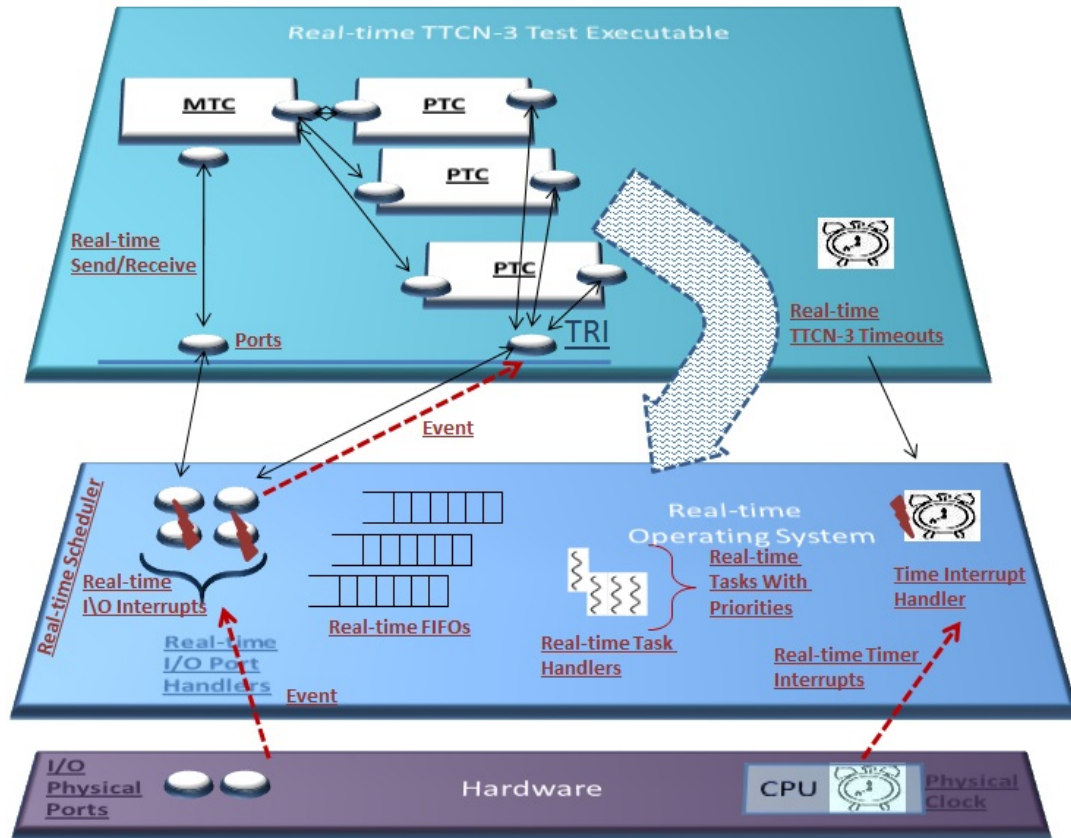 Real-time TTCN-3 Test Executable
MTC
PTC
PTC
PTC
Real-time
Send/Receive
Ports
TRI
Real-time
TTCN-3 Timeouts
Event
Real-time Scheduler
Real-time
I\O Interrupts
Real-time
I/O Port
Handlers
Real-time FIFOs
Real-time
Operating System
Real-time Task
Handlers
Real-time
Tasks With
Priorities
Time Interrupt
Handler
Real-time Timer
Interrupts
Event
I/O
Physical
Ports
Hardware
CPU
Physical
Clock